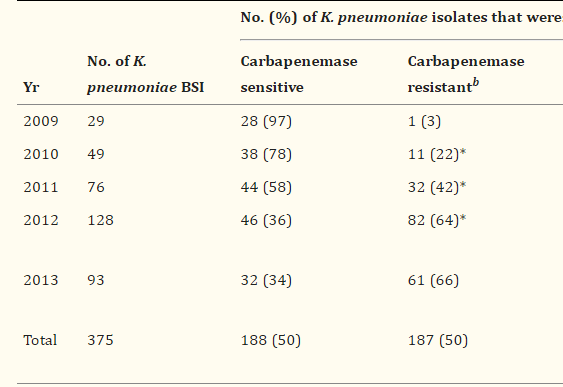 No. (%) of K. pneumoniae isolates that were
No. of K. Carbapenemase Carbapenemase
Yr pneumoniae BSI sensitive resistantb
2009 29 28 (97) 1 (3)
2010 49 38 (78) 11 (22)*
2011 76 44 (58) 32 (42)*
2012 128 46 (36) 82 (64)*
2013 93 32 (34) 61 (66)
Total 375 188 (50) 187 (50)